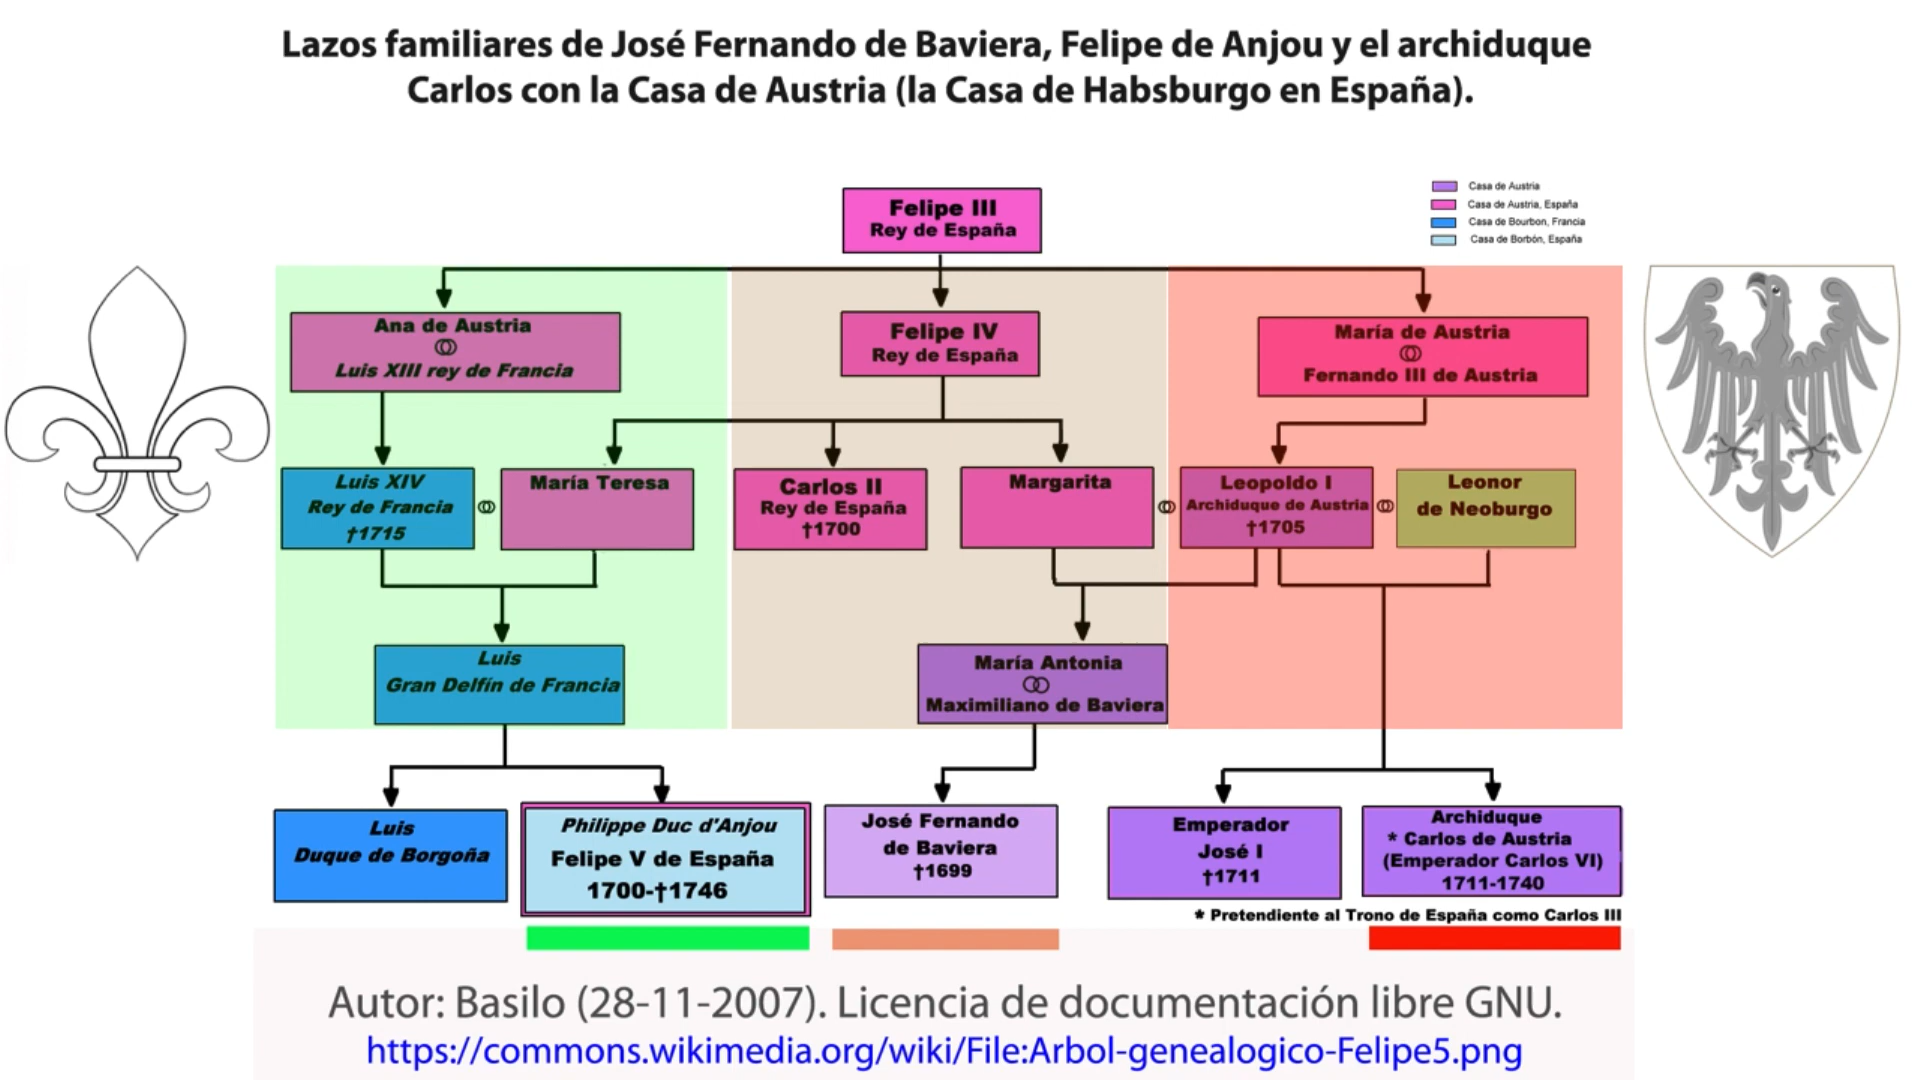 Lazos familiares de José Fernando de Baviera, Felipe de Anjou y el archiduque
Carlos con la Casa de Austria (la Casa de Habsburgo en España).
Casa de Austria
Casa de Austria, España
Casa de Bourbon, Francia
Casa de Borbón, España
Felipe III
Rey de España
Ana de Austria
Luis XIII rey de Francia
Felipe IV
Rey de España
María de Austria
Fernando III de Austria
Luis XIV
Rey de Francia
†1715
María Teresa
Carlos II
Rey de España
†1700
Margarita
Leopoldo I
Archiduque de Austria
†1705
Leonor
de Neoburgo
Luis
Gran Delfín de Francia
María Antonia
Maximiliano de Baviera
Luis
Duque de Borgoña
Philippe Duc d'Anjou
Felipe V de España
1700-†1746
José Fernando
de Baviera
†1699
Emperador
José I
†1711
Archiduque
* Carlos de Austria
(Emperador Carlos VI)
1711-1740
* Pretendiente al Trono de España como Carlos III
Autor: Basilo (28-11-2007). Licencia de documentación libre GNU.
https://commons.wikimedia.org/wiki/File:Arbol-genealogico-Felipe5.png